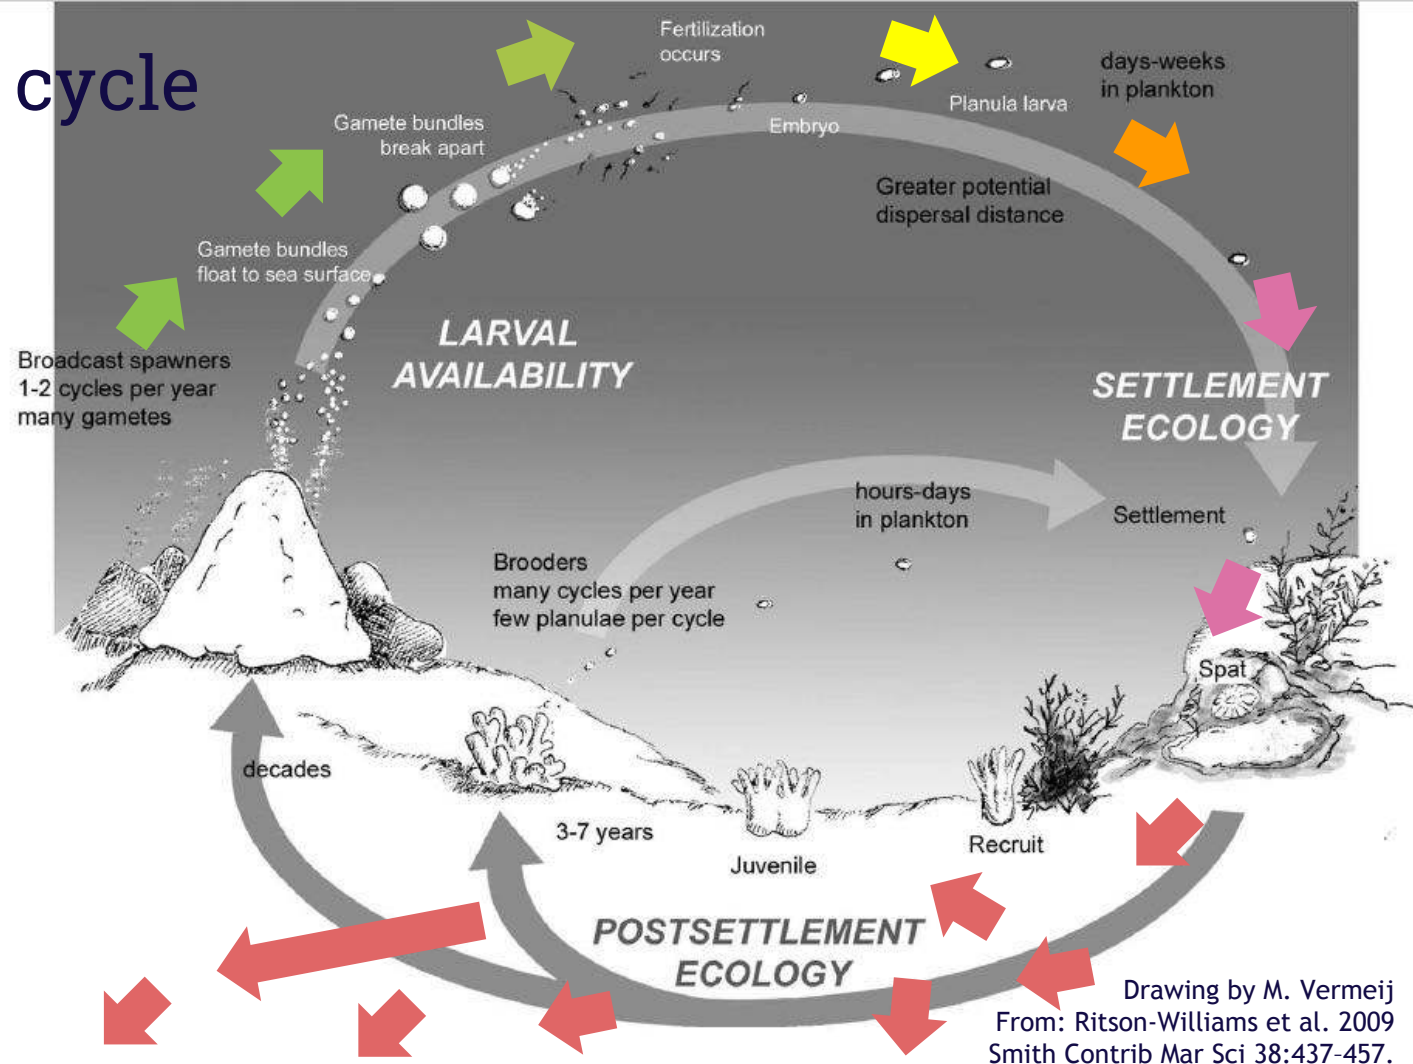 cycle
Fertilization
occurs
days-weeks
in plankton
Planula larva
Gamete bundles
break apart
Embryo
Greater potential
dispersal distance
Gamete bundles
float to sea surface
LARVAL
AVAILABILITY
Broadcast spawners
1-2 cycles per year
many gametes
SETTLEMENT
ECOLOGY
hours-days
in plankton
Settlement
Brooders
many cycles per year
few planulae per cycle
Spat
decades
3-7 years
Juvenile
Recruit
POSTSETTLEMENT
ECOLOGY
Drawing by M. Vermeij
From: Ritson-Williams et al. 2009
Smith Contrib Mar Sci 38:437–457.